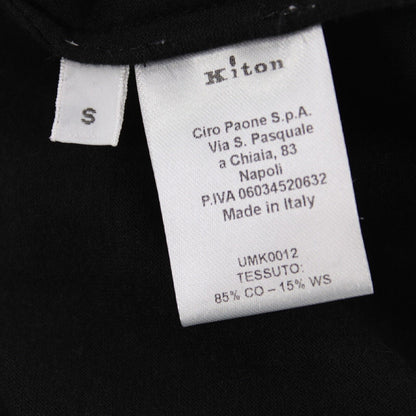 Kiton
S
Ciro Paone S.p.A.
Via S. Pasquale
a Chiaia, 83
Napoli
P.IVA 06034520632
Made in Italy
UMK0012
TESSUTO:
85% CO – 15% WS